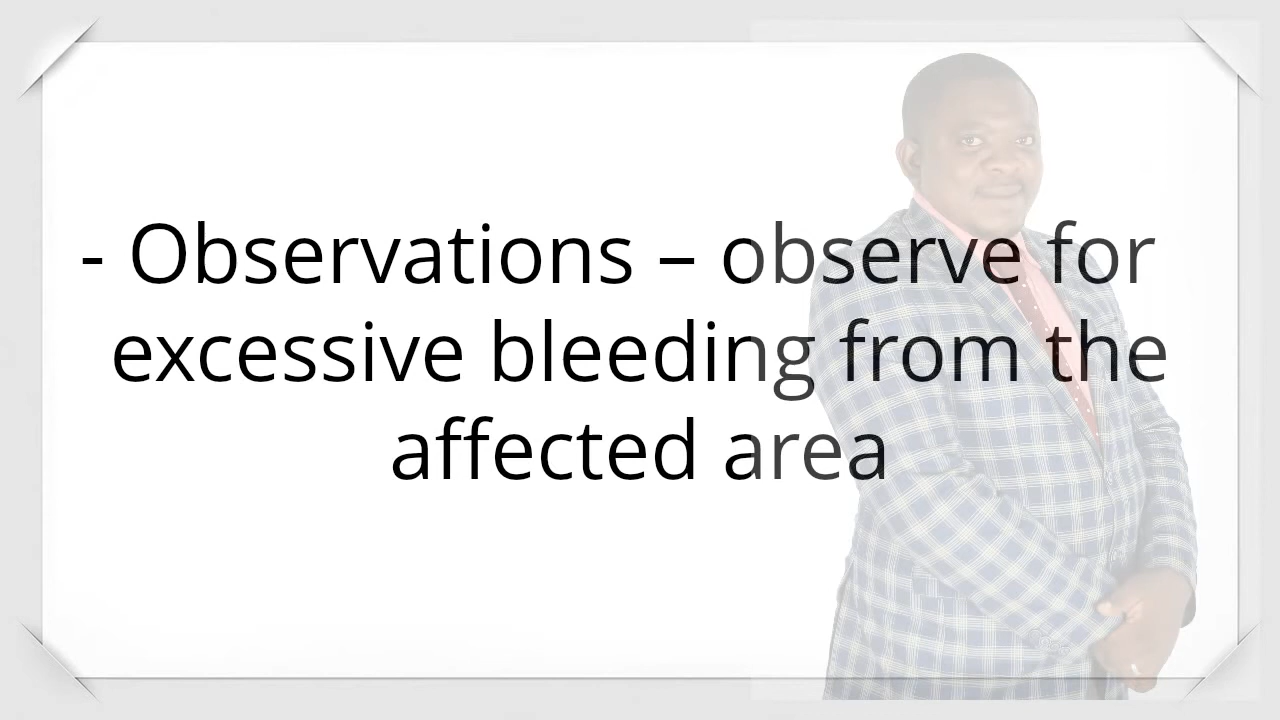 - Observations – observe for
excessive bleeding from the
affected area